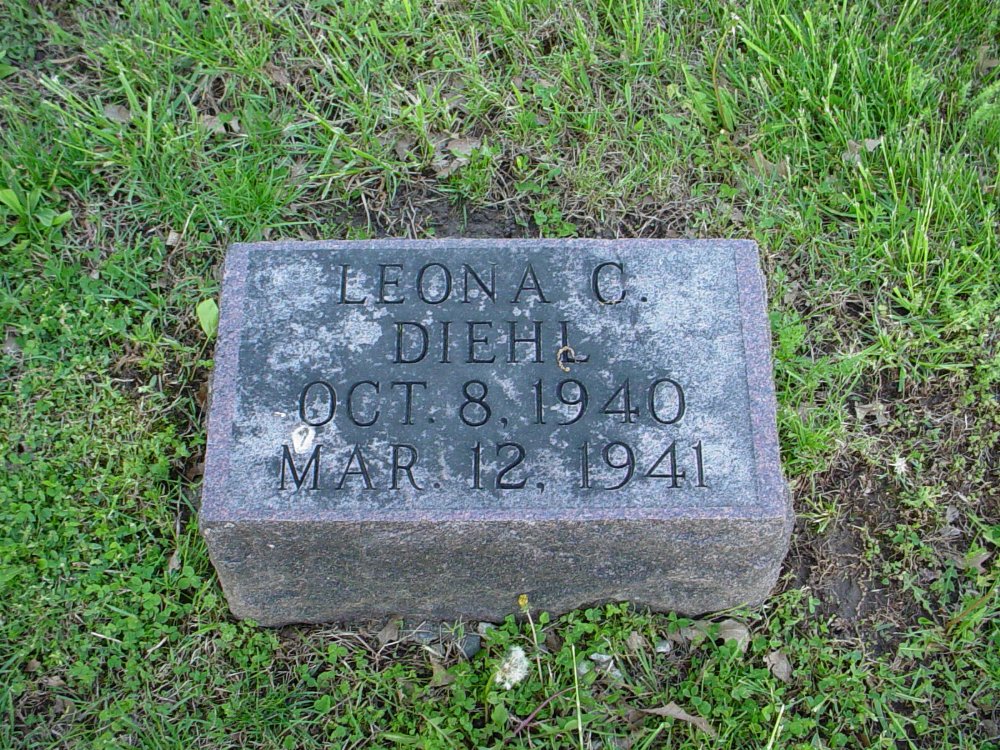 LEONA C.
DIEHL
OCT. 8, 1940
MAR. 12, 1941